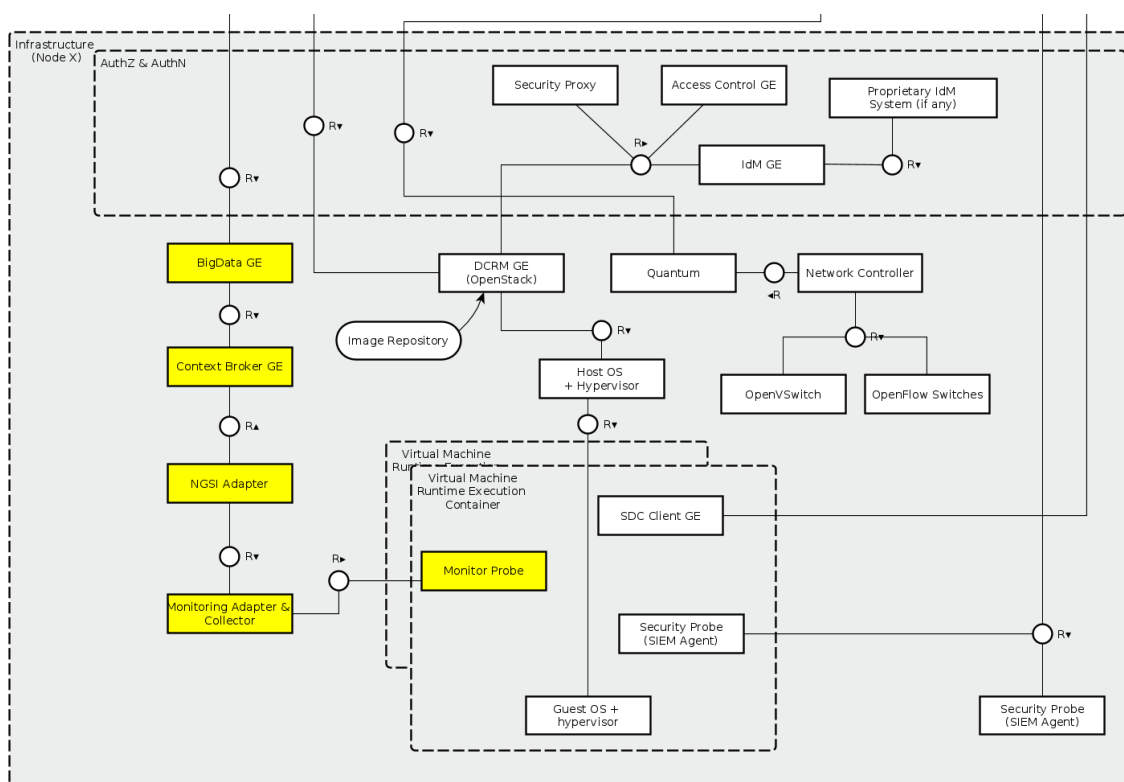 Infrastructure
(Node X)
AuthZ & AuthN
Security Proxy
Access Control GE
Proprietary IdM
System (if any)
R▾
R▾
R▸
IdM GE
R▾
R▾
BigData GE
DCRM GE
(OpenStack)
Quantum
Network Controller
◂R
R▾
Image Repository
R▾
R▾
Context Broker GE
Host OS
+ Hypervisor
OpenVSwitch
OpenFlow Switches
R▴
R▾
Virtual Machine
Virtual Machine
Runtime Execution
Container
NGSI Adapter
SDC Client GE
R▾
R▸
Monitor Probe
Monitoring Adapter &
Collector
Security Probe
(SIEM Agent)
R▾
Guest OS +
hypervisor
Security Probe
(SIEM Agent)